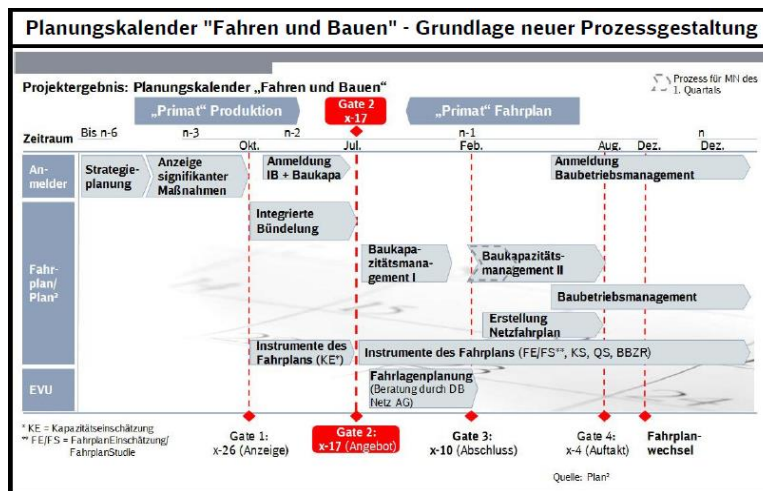 Planungskalender "Fahren und Bauen" - Grundlage neuer Prozessgestaltung
Projektergebnis: Planungskalender „Fahren und Bauen“
Prozess für MN des
1. Quartals
„Primat“ Produktion
Gate 2
x-17
„Primat“ Fahrplan
Zeitraum
Bis n-6
n-3
n-2
n-1
n
Okt.
Jul.
Feb.
Aug.
Dez.
Dez.
An-
melder
Strategie-
planung
Anzeige
signifikanter
Maßnahmen
Anmeldung
IB + Baukapa
Anmeldung
Baubetriebsmanagement
Fahr-
plan/
Plan²
Integrierte
Bündelung
Baukapa-
zitätsmana-
gement I
Baukapazitäts-
management II
Baubetriebsmanagement
Erstellung
Netzfahrplan
Instrumente des
Fahrplans (KE*)
Instrumente des Fahrplans (FE/FS**, KS, QS, BBZR)
EVU
Fahrlagenplanung
(Beratung durch DB
Netz AG)
* KE = Kapazitätseinschätzung
** FE/FS = FahrplanEinschätzung/
FahrplanStudie
Gate 1:
x-26 (Anzeige)
Gate 2:
x-17 (Angebot)
Gate 3:
x-10 (Abschluss)
Gate 4:
x-4 (Auftakt)
Fahrplan-
wechsel
Quelle: Plan²